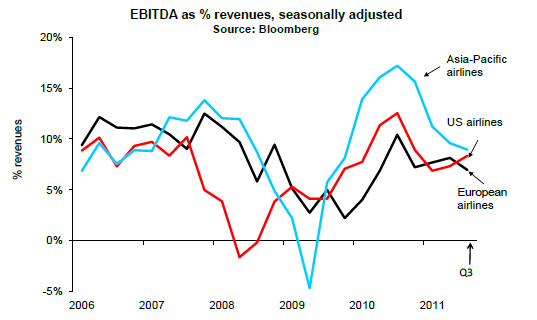 EBITDA as % revenues, seasonally adjusted
Source: Bloomberg
20%
15%
10%
5%
0%
-5%
% revenues
Asia-Pacific
airlines
US airlines
European
airlines
Q3
2006 2007 2008 2009 2010 2011